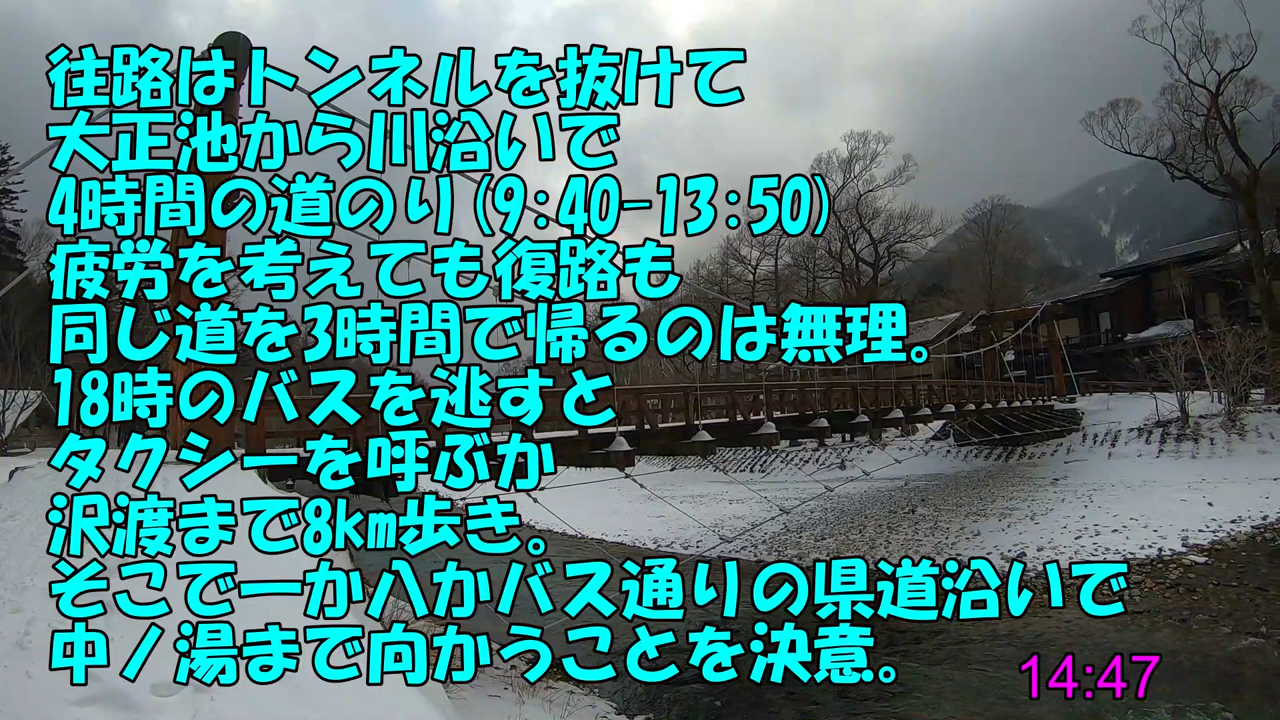 往路はトンネルを抜けて
大正池から川沿いで
4時間の道のり(9:40-13:50)
疲労を考えても復路も
同じ道を3時間で帰るのは無理。
18時のバスを逃すと
タクシーを呼ぶか
沢渡まで8km歩き。
そこで一か八かバス通りの県道沿いで
中ノ湯まで向かうことを決意。
14:47